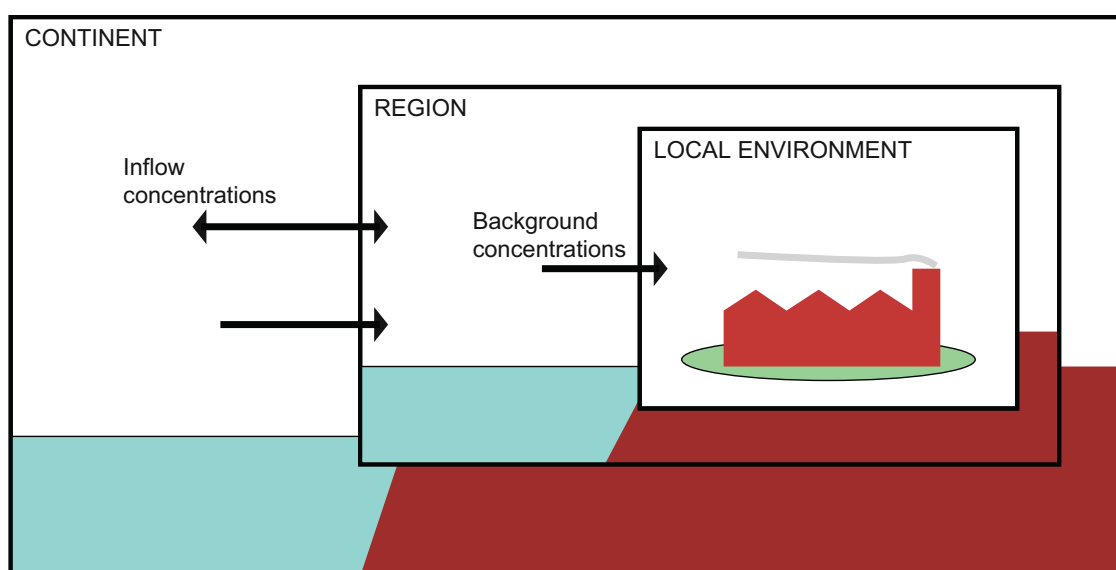 CONTINENT
REGION
LOCAL ENVIRONMENT
Inflow
concentrations
Background
concentrations